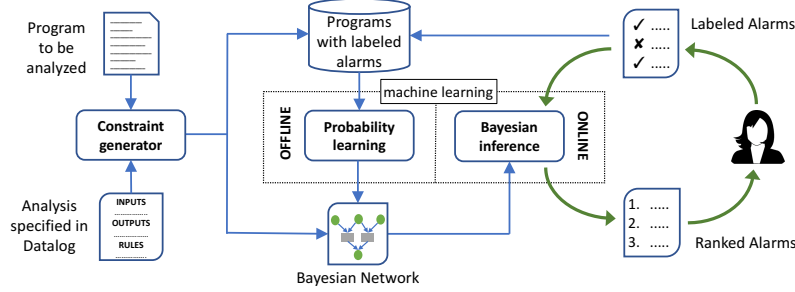 Program
to be
analyzed
Programs
with labeled
alarms
✓ .....
✗ .....
✓ .....
Labeled Alarms
machine learning
Constraint
generator
OFFLINE
Probability
learning
Bayesian
inference
ONLINE
Analysis
specified in
Datalog
INPUTS
OUTPUTS
RULES
Bayesian Network
1. .....
2. .....
3. .....
Ranked Alarms